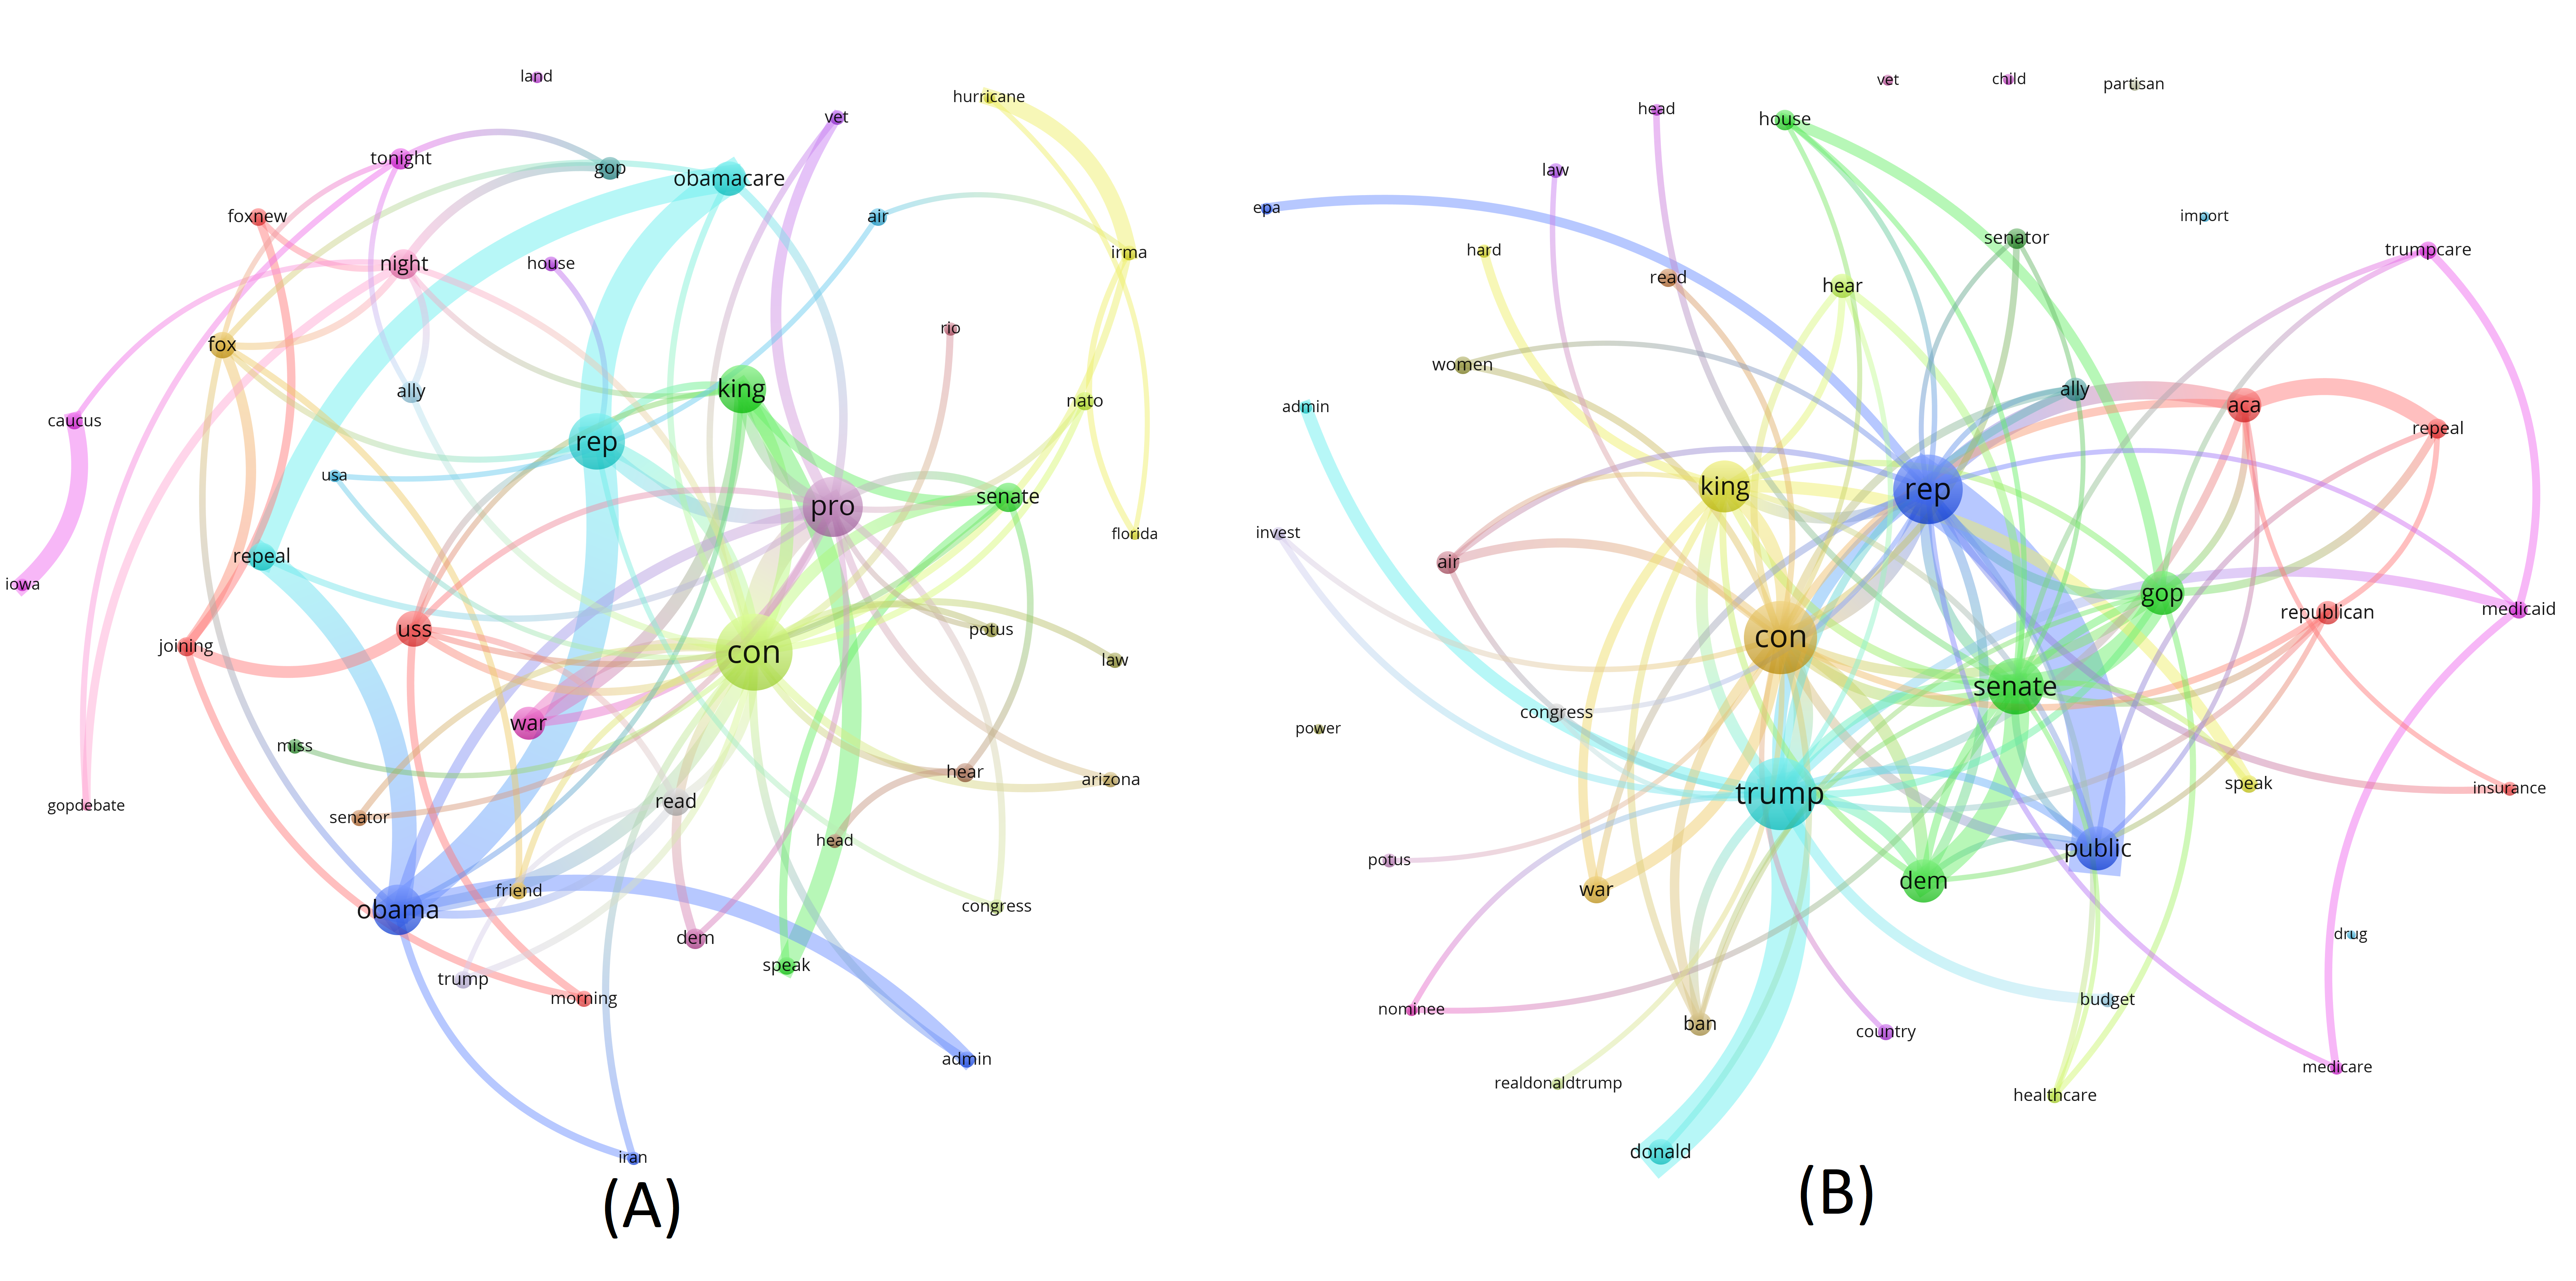 land
hurricane
vet
tonight
gop
obamacare
foxnew
air
irma
night
house
rio
fox
ally
king
nato
caucus
rep
usa
pro
senate
florida
repeal
iowa
joining
uss
con
potus
law
war
miss
hear
arizona
gopdebate
senator
read
head
friend
obama
congress
dem
speak
trump
morning
admin
iran
(A)
vet
child
partisan
head
house
law
epa
import
hard
senator
trumpcare
read
hear
women
ally
admin
aca
repeal
king
rep
invest
air
gop
medicaid
republican
con
senate
congress
power
trump
speak
insurance
public
potus
war
dem
drug
nominee
budget
ban
country
medicare
realdonaldtrump
healthcare
donald
(B)